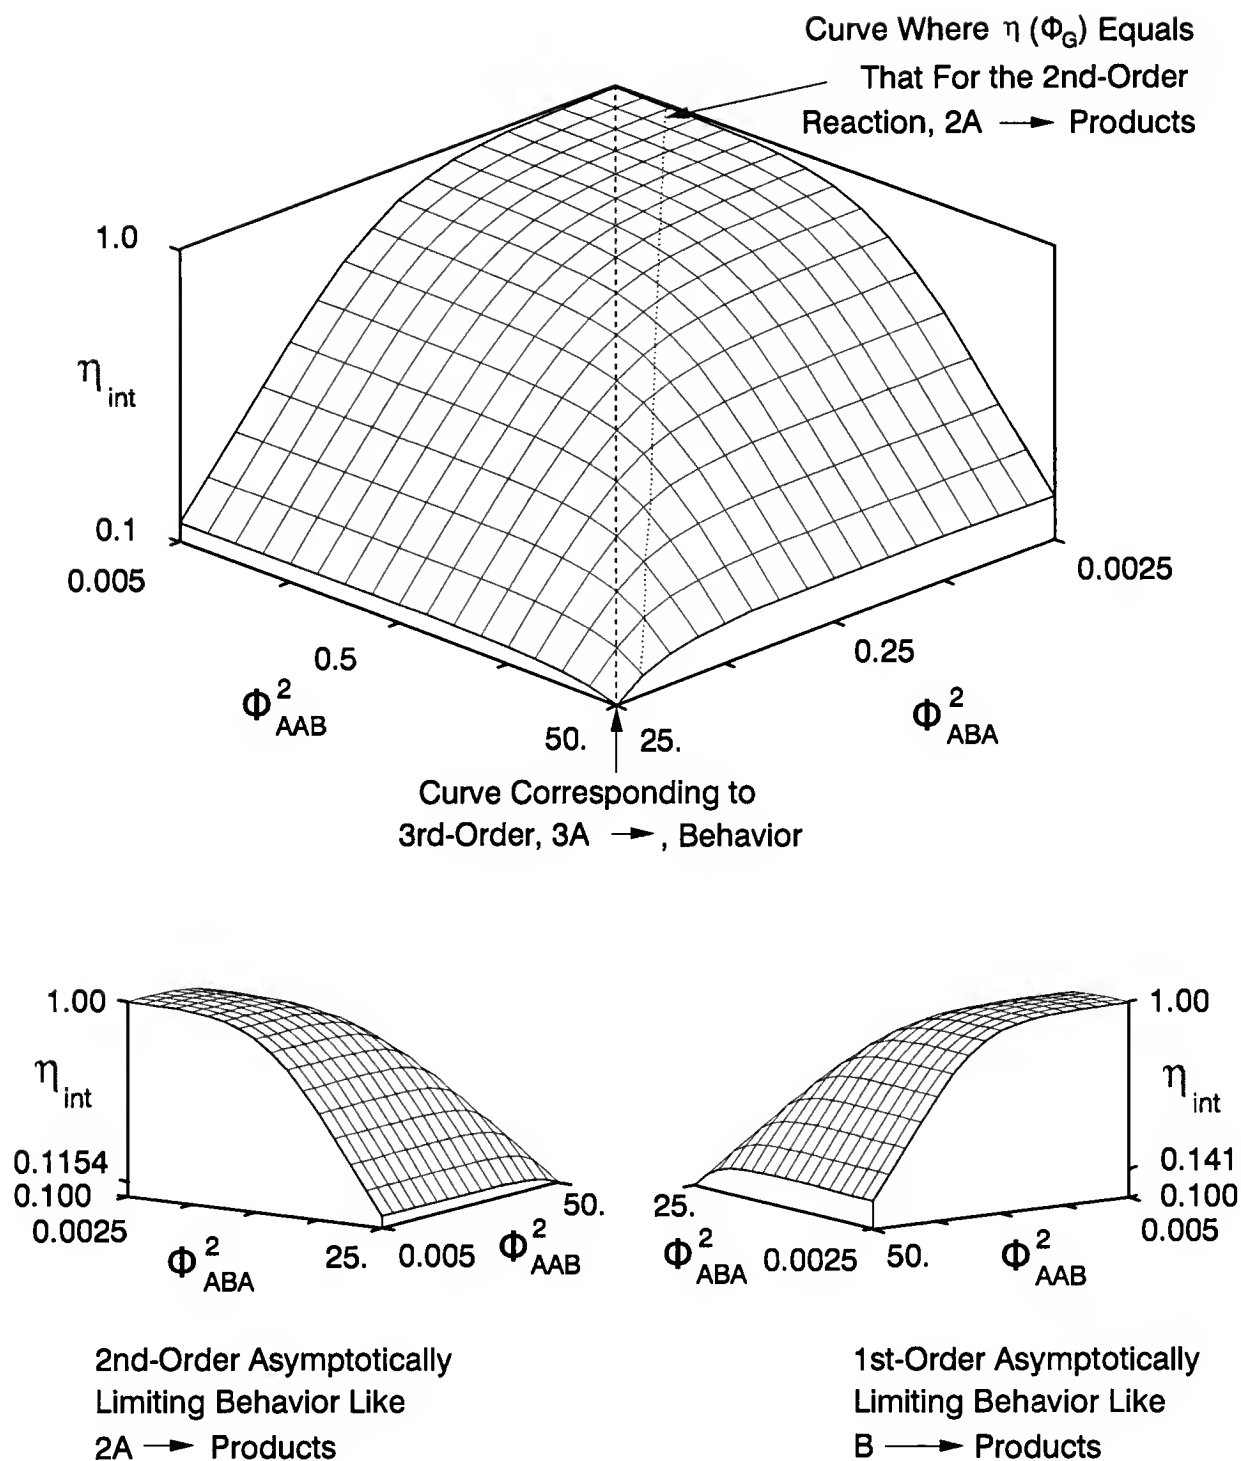 Curve Where η (Φ_G) Equals
That For the 2nd-Order
Reaction, 2A → Products
1.0
η_int
0.1
0.005
0.5
Φ²_AAB
50.
25.
0.25
Φ²_ABA
0.0025
Curve Corresponding to
3rd-Order, 3A → , Behavior
1.00
η_int
0.1154
0.100
0.0025
Φ²_ABA
25.
0.005
Φ²_AAB
50.
1.00
η_int
0.141
0.100
0.005
25.
Φ²_ABA
0.0025
50.
Φ²_AAB
2nd-Order Asymptotically
Limiting Behavior Like
2A → Products
1st-Order Asymptotically
Limiting Behavior Like
B → Products